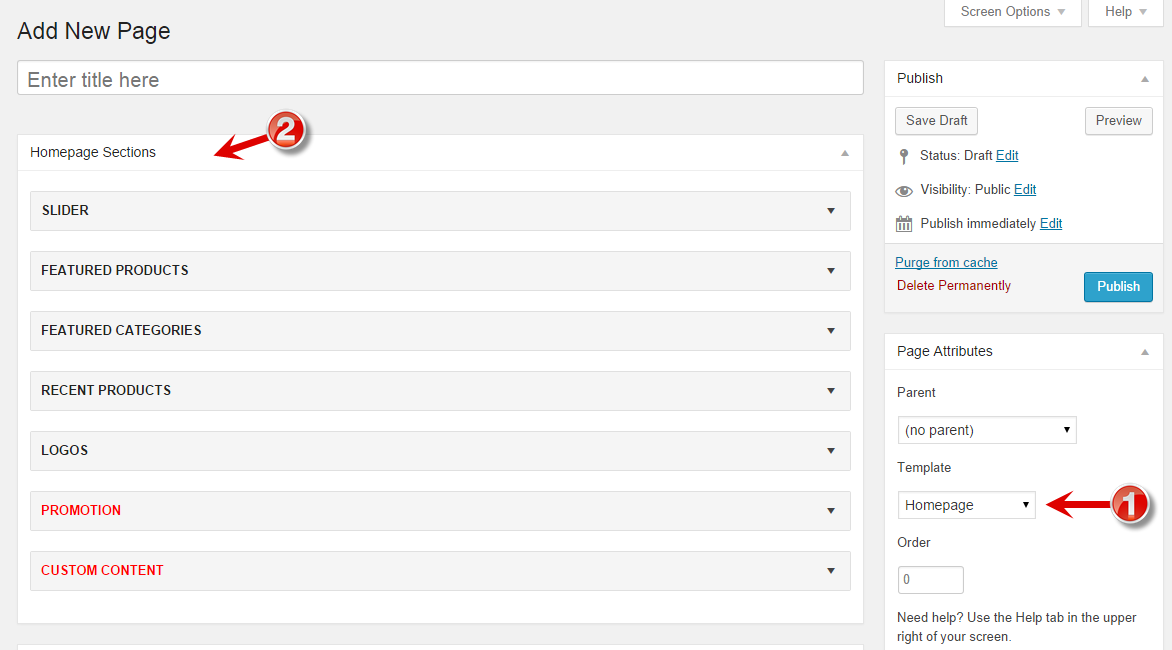 Screen Options
Help
Add New Page
Enter title here
2
Homepage Sections
SLIDER
FEATURED PRODUCTS
FEATURED CATEGORIES
RECENT PRODUCTS
LOGOS
PROMOTION
CUSTOM CONTENT
Publish
Save Draft
Preview
Status: Draft Edit
Visibility: Public Edit
Publish immediately Edit
Purge from cache
Delete Permanently
Publish
Page Attributes
Parent
(no parent)
Template
Homepage
1
Order
0
Need help? Use the Help tab in the upper
right of your screen.